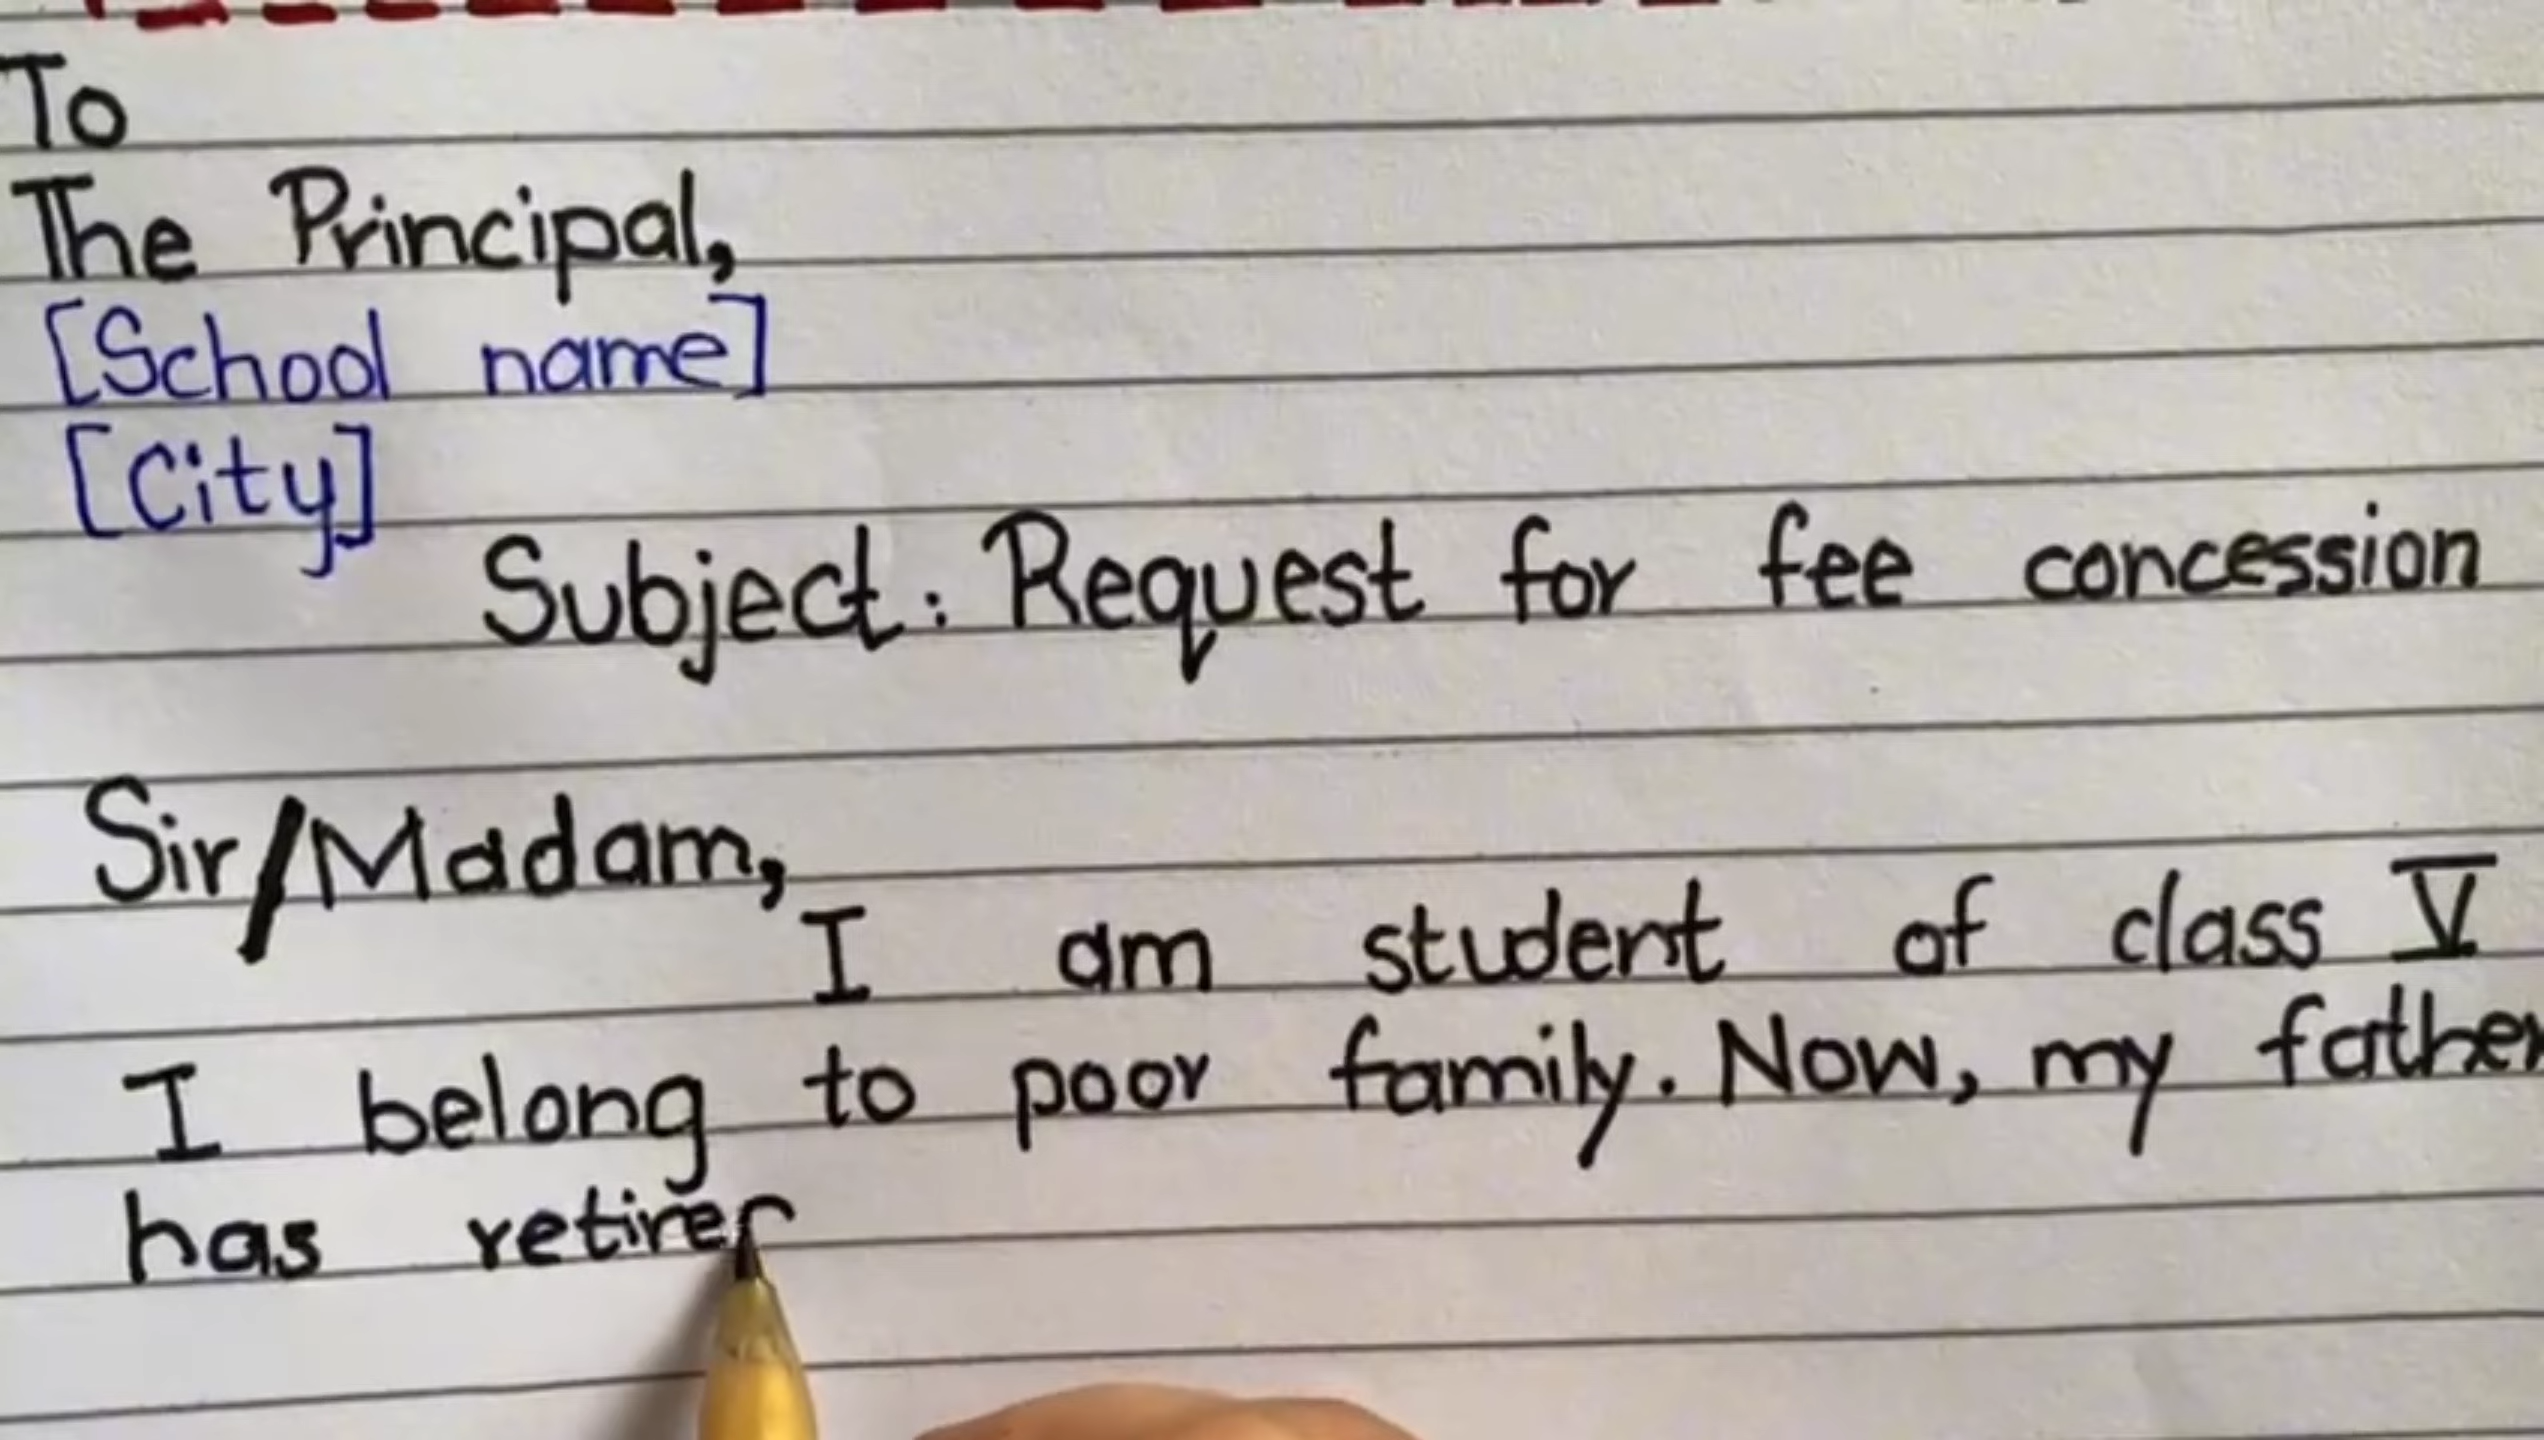 To
The Principal,
[School name]
[City]
Subject: Request for fee concession
Sir/Madam,
I am student of class V
I belong to poor family. Now, my father
has retire